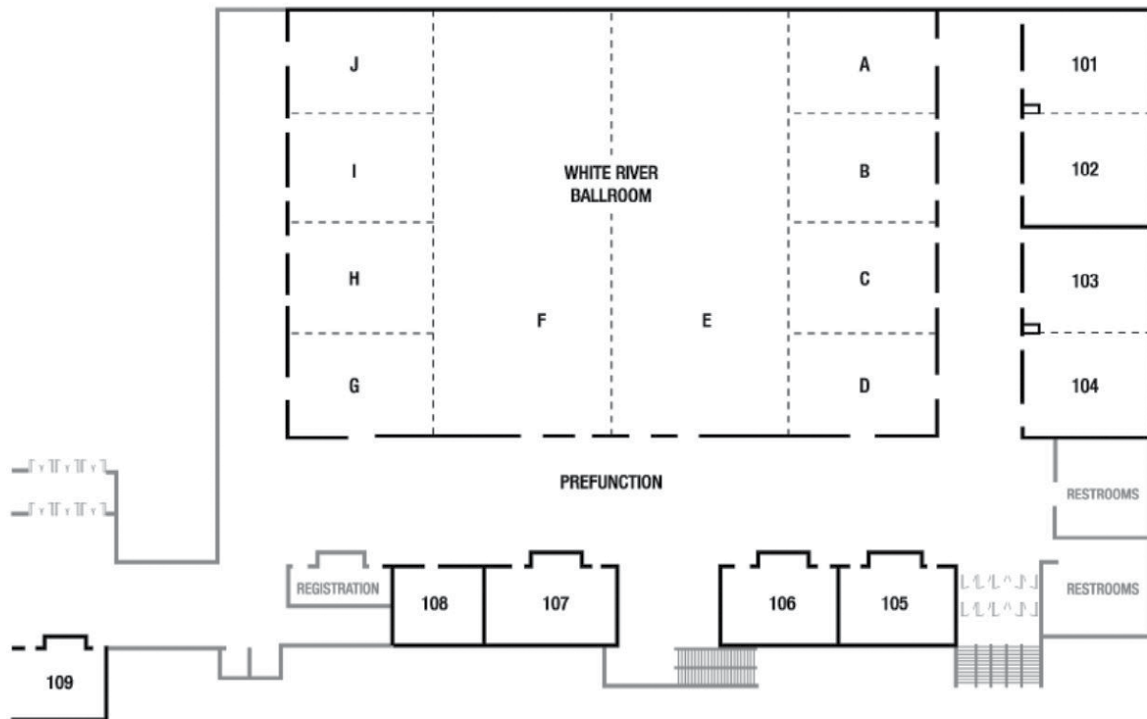 J
A
101
I
WHITE RIVER
BALLROOM
B
102
H
C
103
F
E
G
D
104
PREFUNCTION
RESTROOMS
REGISTRATION
108
107
106
105
RESTROOMS
109